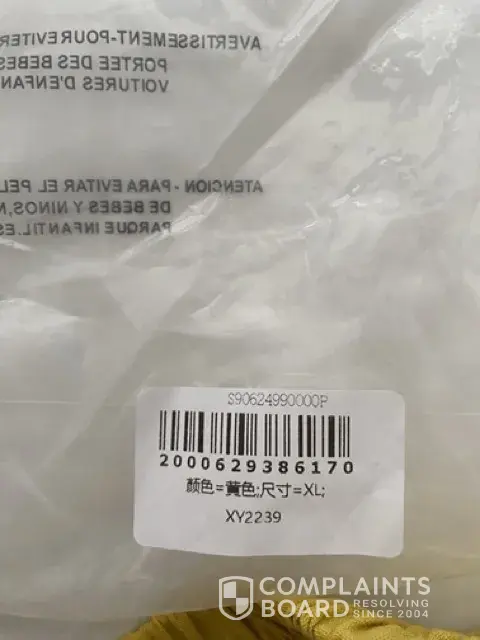 AVERTISSEMENT-POUR EVITER
PORTEE DES BEBES
VOITURES D'ENFAN
ATENCION - PARA EVITAR EL PEL
DE BEBES Y NINOS,
PARQUE INFANTIL.ES
S90624990000P
2000629386170
颜色=黄色;尺寸=XL;
XY2239
COMPLAINTS
BOARD RESOLVING
SINCE 2004